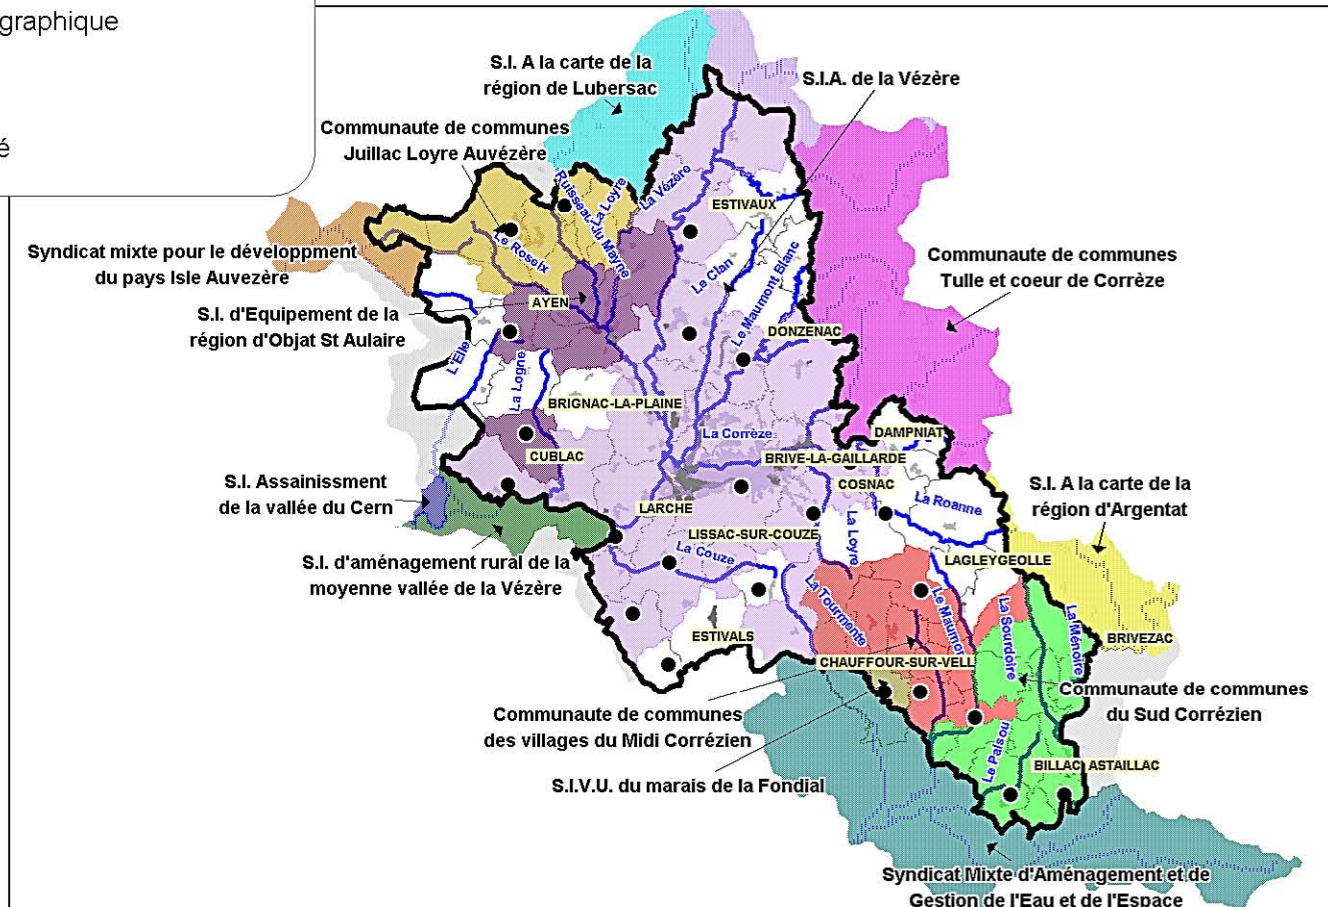 graphique
é
S.I. A la carte de la
région de Lubersac
S.I.A. de la Vézère
Communaute de communes
Juillac Loyre Auvézère
Syndicat mixte pour le développment
du pays Isle Auvezère
S.I. d'Equipement de la
région d'Objat St Aulaire
Communaute de communes
Tulle et coeur de Corrèze
S.I. Assainissment
de la vallée du Cern
S.I. d'aménagement rural de la
moyenne vallée de la Vézère
S.I. A la carte de la
région d'Argentat
Communaute de communes
des villages du Midi Corrézien
S.I.V.U. du marais de la Fondial
Communaute de communes
du Sud Corrézien
Syndicat Mixte d'Aménagement et de
Gestion de l'Eau et de l'Espace
ESTIVAUX
AYEN
DONZENAC
BRIGNAC-LA-PLAINE
CUBLAC
DAMPNIAT
BRIVE-LA-GAILLARDE
COSNAC
LARCHE
LISSAC-SUR-COUZE
LAGLEYGEOLLE
ESTIVALS
CHAUFFOUR-SUR-VELL
BRIVEZAC
BILLAC
ASTAILLAC
La Vézère
La Loyre
Ruisseau du Mayne
Le Roseix
Le Clan
Le Maumont Blanc
L'Elle
La Logne
La Corrèze
La Roanne
La Loyre
La Couze
La Tourmente
Le Maumon
La Sourdoire
La Ménoire
Le Palsou